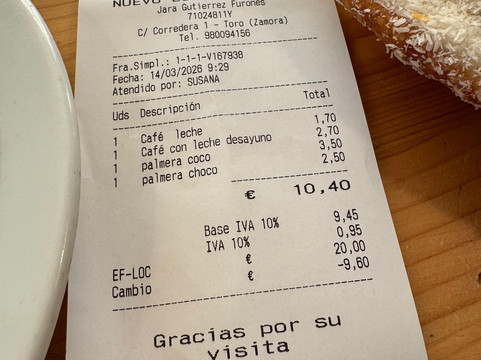 NUEVO
Jara Gutierrez Furones
71024811Y
C/ Corredera 1 - Toro (Zamora)
Tel. 980094156
Fra.Simpl.: 1-1-1-V167938
Fecha: 14/03/2026 9:29
Atendido por: SUSANA
Uds Descripción Total
1 Café leche 1,70
1 Café con leche desayuno 2,70
1 palmera coco 3,50
1 palmera choco 2,50
€ 10,40
Base IVA 10% 9,45
IVA 10% 0,95
EF-LOC € 20,00
Cambio € -9,60
Gracias por su
visita